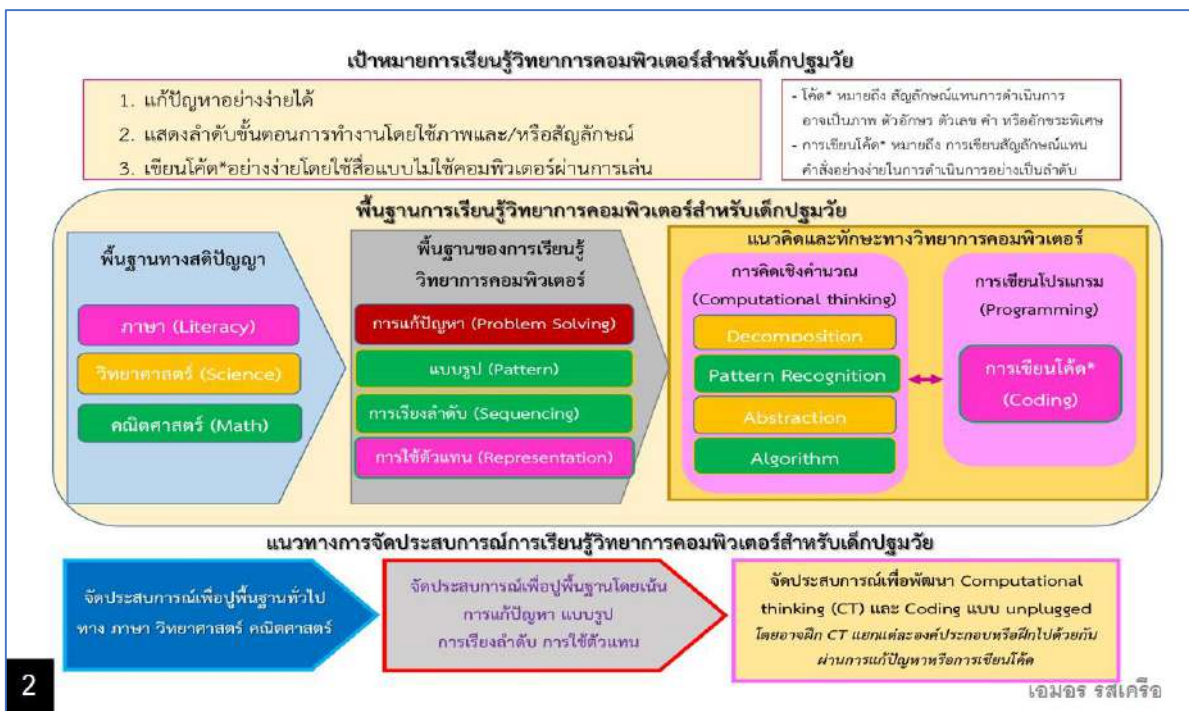 เป้าหมายการเรียนรู้วิทยาการคอมพิวเตอร์สำหรับเด็กปฐมวัย
1. แก้ปัญหาอย่างง่ายได้
2. แสดงลำดับขั้นตอนการทำงานโดยใช้ภาพและ/หรือสัญลักษณ์
3. เขียนโค้ด*อย่างง่ายโดยใช้สื่อแบบไม่ใช้คอมพิวเตอร์ผ่านการเล่น
- โค้ด* หมายถึง สัญลักษณ์แทนการดำเนินการ
อาจเป็นภาพ ตัวอักษร ตัวเลข คำ หรืออักขระพิเศษ
- การเขียนโค้ด* หมายถึง การเขียนสัญลักษณ์แทน
คำสั่งอย่างง่ายในการดำเนินการอย่างเป็นลำดับ
พื้นฐานการเรียนรู้วิทยาการคอมพิวเตอร์สำหรับเด็กปฐมวัย
พื้นฐานทางสติปัญญา
ภาษา (Literacy)
วิทยาศาสตร์ (Science)
คณิตศาสตร์ (Math)
พื้นฐานของการเรียนรู้
วิทยาการคอมพิวเตอร์
การแก้ปัญหา (Problem Solving)
แบบรูป (Pattern)
การเรียงลำดับ (Sequencing)
การใช้ตัวแทน (Representation)
แนวคิดและทักษะทางวิทยาการคอมพิวเตอร์
การคิดเชิงคำนวณ
(Computational thinking)
Decomposition
Pattern Recognition
Abstraction
Algorithm
การเขียนโปรแกรม
(Programming)
การเขียนโค้ด*
(Coding)
แนวทางการจัดประสบการณ์การเรียนรู้วิทยาการคอมพิวเตอร์สำหรับเด็กปฐมวัย
จัดประสบการณ์เพื่อปูพื้นฐานทั่วไป
ทาง ภาษา วิทยาศาสตร์ คณิตศาสตร์
จัดประสบการณ์เพื่อปูพื้นฐานโดยเน้น
การแก้ปัญหา แบบรูป
การเรียงลำดับ การใช้ตัวแทน
จัดประสบการณ์เพื่อพัฒนา Computational
thinking (CT) และ Coding แบบ unplugged
โดยอาจฝึก CT แยกแต่ละองค์ประกอบหรือฝึกไปด้วยกัน
ผ่านการแก้ปัญหาหรือการเขียนโค้ด
2
เอมอร รสเครือ